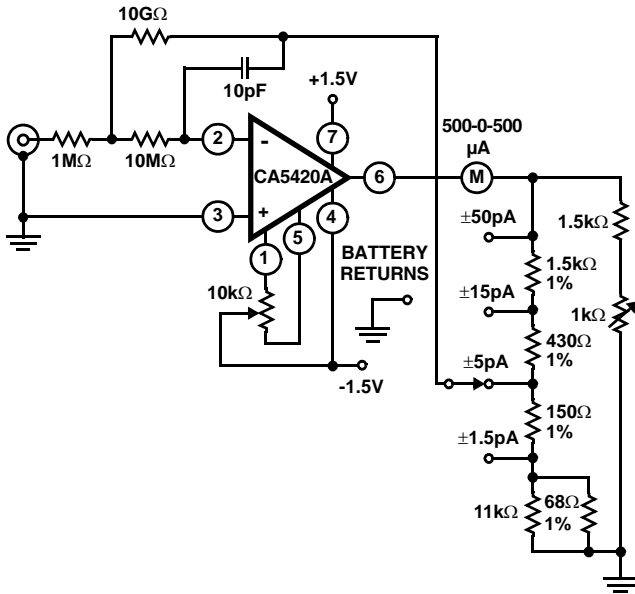 10GΩ
10pF
+1.5V
1MΩ
10MΩ
2
-
7
CA5420A
6
500-0-500
μA
M
3
+
4
5
1
10kΩ
BATTERY
RETURNS
-1.5V
±50pA
1.5kΩ
1%
1.5kΩ
±15pA
1kΩ
430Ω
1%
±5pA
150Ω
1%
±1.5pA
11kΩ
68Ω
1%